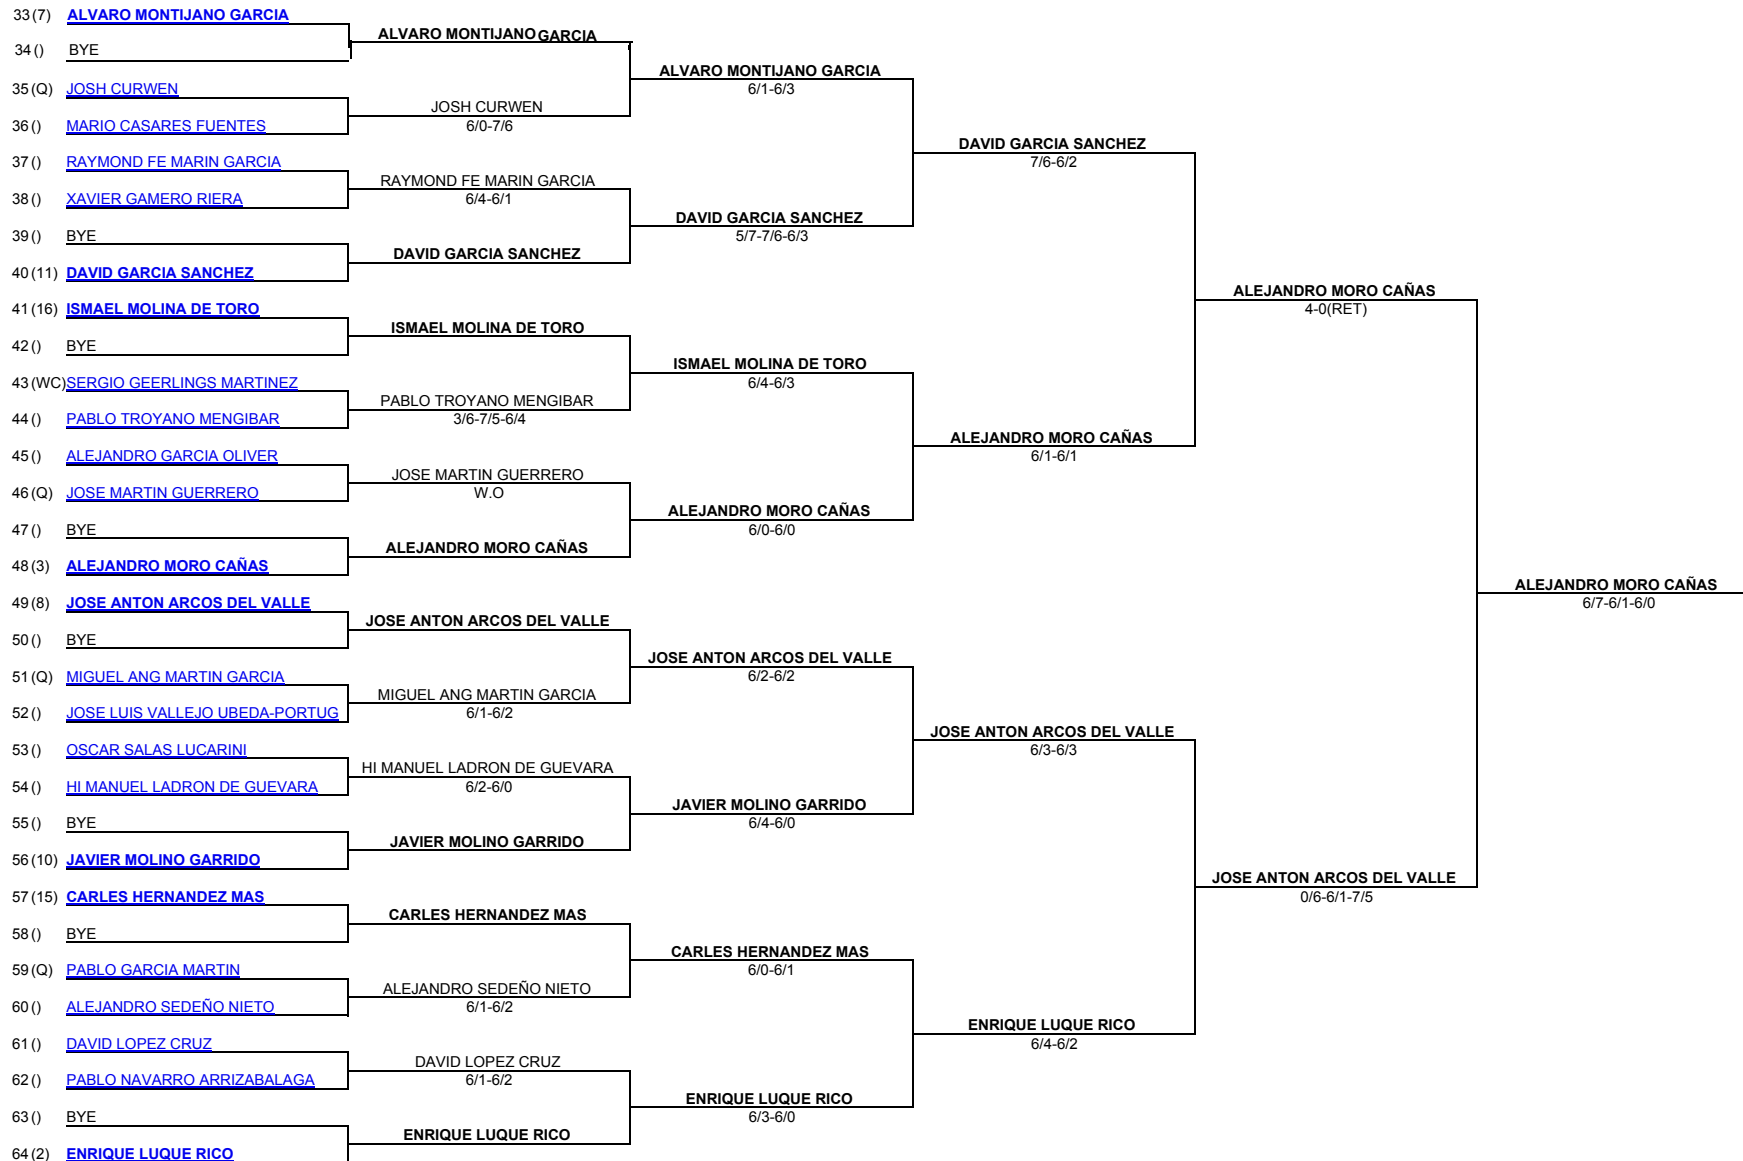 33 (7) ALVARO MONTIJANO GARCIA
ALVARO MONTIJANO GARCIA
34 () BYE
ALVARO MONTIJANO GARCIA
6/1-6/3
35 (Q) JOSH CURWEN
JOSH CURWEN
6/0-7/6
36 () MARIO CASARES FUENTES
DAVID GARCIA SANCHEZ
7/6-6/2
37 () RAYMOND FE MARIN GARCIA
RAYMOND FE MARIN GARCIA
6/4-6/1
38 () XAVIER GAMERO RIERA
DAVID GARCIA SANCHEZ
5/7-7/6-6/3
39 () BYE
DAVID GARCIA SANCHEZ
40 (11) DAVID GARCIA SANCHEZ
ALEJANDRO MORO CAÑAS
4-0(RET)
41 (16) ISMAEL MOLINA DE TORO
ISMAEL MOLINA DE TORO
42 () BYE
ISMAEL MOLINA DE TORO
6/4-6/3
43 (WC) SERGIO GEERLINGS MARTINEZ
PABLO TROYANO MENGIBAR
3/6-7/5-6/4
44 () PABLO TROYANO MENGIBAR
ALEJANDRO MORO CAÑAS
6/1-6/1
45 () ALEJANDRO GARCIA OLIVER
JOSE MARTIN GUERRERO
W.O
46 (Q) JOSE MARTIN GUERRERO
ALEJANDRO MORO CAÑAS
6/0-6/0
47 () BYE
ALEJANDRO MORO CAÑAS
48 (3) ALEJANDRO MORO CAÑAS
ALEJANDRO MORO CAÑAS
6/7-6/1-6/0
49 (8) JOSE ANTON ARCOS DEL VALLE
JOSE ANTON ARCOS DEL VALLE
50 () BYE
JOSE ANTON ARCOS DEL VALLE
6/2-6/2
51 (Q) MIGUEL ANG MARTIN GARCIA
MIGUEL ANG MARTIN GARCIA
6/1-6/2
52 () JOSE LUIS VALLEJO UBEDA-PORTUG
JOSE ANTON ARCOS DEL VALLE
6/3-6/3
53 () OSCAR SALAS LUCARINI
HI MANUEL LADRON DE GUEVARA
6/2-6/0
54 () HI MANUEL LADRON DE GUEVARA
JAVIER MOLINO GARRIDO
6/4-6/0
55 () BYE
JAVIER MOLINO GARRIDO
56 (10) JAVIER MOLINO GARRIDO
JOSE ANTON ARCOS DEL VALLE
0/6-6/1-7/5
57 (15) CARLES HERNANDEZ MAS
CARLES HERNANDEZ MAS
58 () BYE
CARLES HERNANDEZ MAS
6/0-6/1
59 (Q) PABLO GARCIA MARTIN
ALEJANDRO SEDEÑO NIETO
6/1-6/2
60 () ALEJANDRO SEDEÑO NIETO
ENRIQUE LUQUE RICO
6/4-6/2
61 () DAVID LOPEZ CRUZ
DAVID LOPEZ CRUZ
6/1-6/2
62 () PABLO NAVARRO ARRIZABALAGA
ENRIQUE LUQUE RICO
6/3-6/0
63 () BYE
ENRIQUE LUQUE RICO
64 (2) ENRIQUE LUQUE RICO